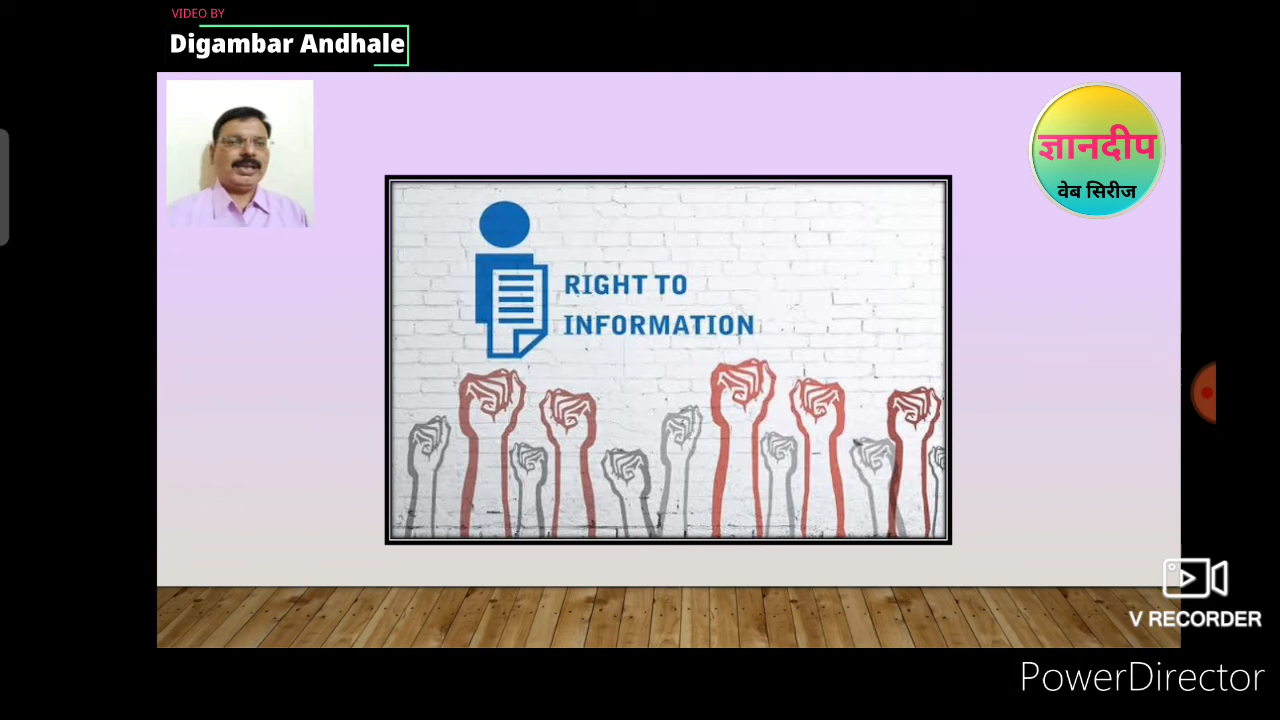 VIDEO BY
Digambar Andhale
ज्ञानदीप
वेब सिरीज
RIGHT TO
INFORMATION
V RECORDER
PowerDirector